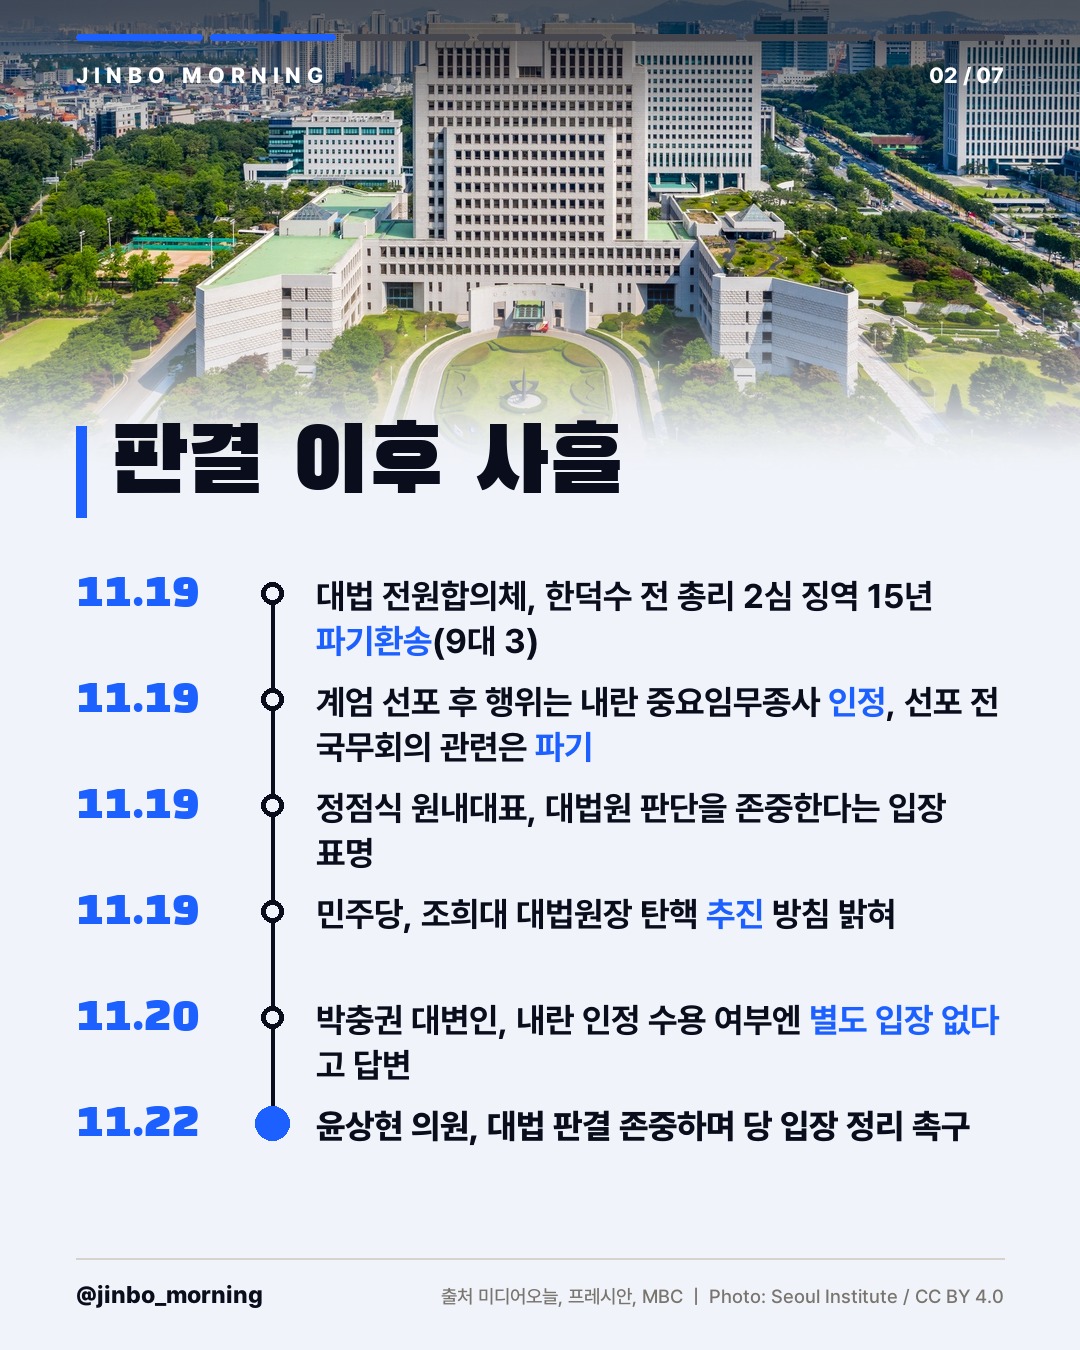 JINBO MORNING
02 / 07
판결 이후 사흘
11.19
대법 전원합의체, 한덕수 전 총리 2심 징역 15년
파기환송(9대 3)
11.19
계엄 선포 후 행위는 내란 중요임무종사 인정, 선포 전
국무회의 관련은 파기
11.19
정점식 원내대표, 대법원 판단을 존중한다는 입장
표명
11.19
민주당, 조희대 대법원장 탄핵 추진 방침 밝혀
11.20
박충권 대변인, 내란 인정 수용 여부엔 별도 입장 없다
고 답변
11.22
윤상현 의원, 대법 판결 존중하며 당 입장 정리 촉구
@jinbo_morning
출처 미디어오늘, 프레시안, MBC | Photo: Seoul Institute / CC BY 4.0